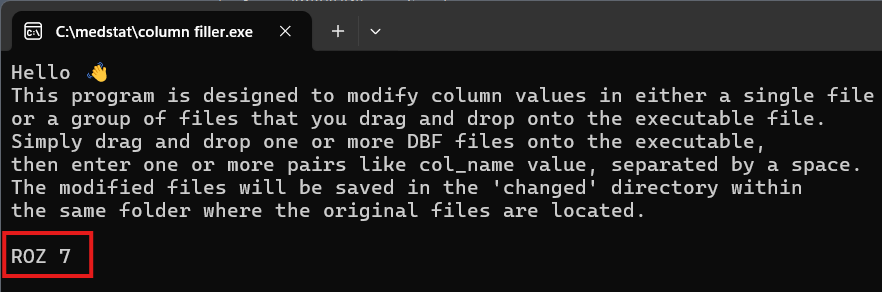 C:\medstat\column filler.exe
Hello 👋
This program is designed to modify column values in either a single file
or a group of files that you drag and drop onto the executable file.
Simply drag and drop one or more DBF files onto the executable,
then enter one or more pairs like col_name value, separated by a space.
The modified files will be saved in the 'changed' directory within
the same folder where the original files are located.
ROZ 7